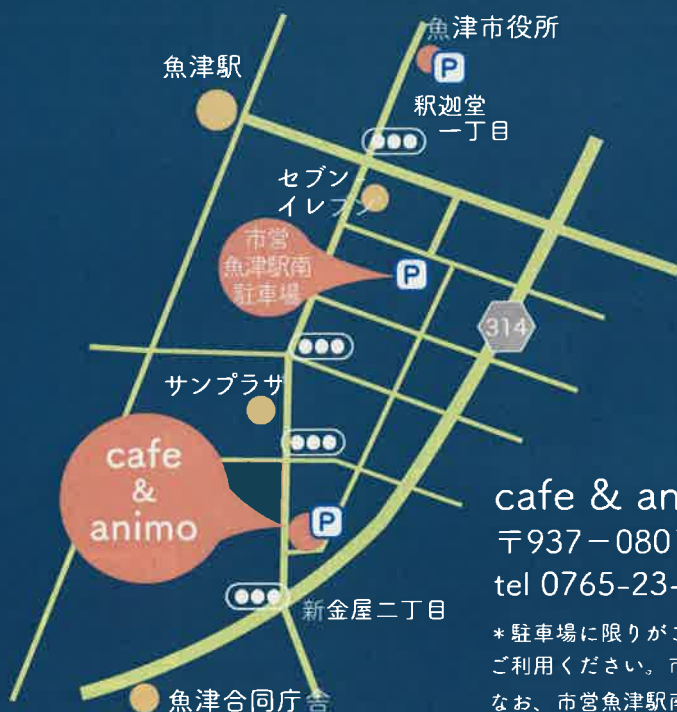 魚津市役所
P
魚津駅
釈迦堂
一丁目
セブン-
イレブン
市営
魚津駅南
駐車場
P
314
サンプラザ
cafe
&
animo
P
cafe & an
〒937-080
tel 0765-23-
新金屋二丁目
*駐車場に限りがご
ご利用ください。市
魚津合同庁舎
なお、市営魚津駅南